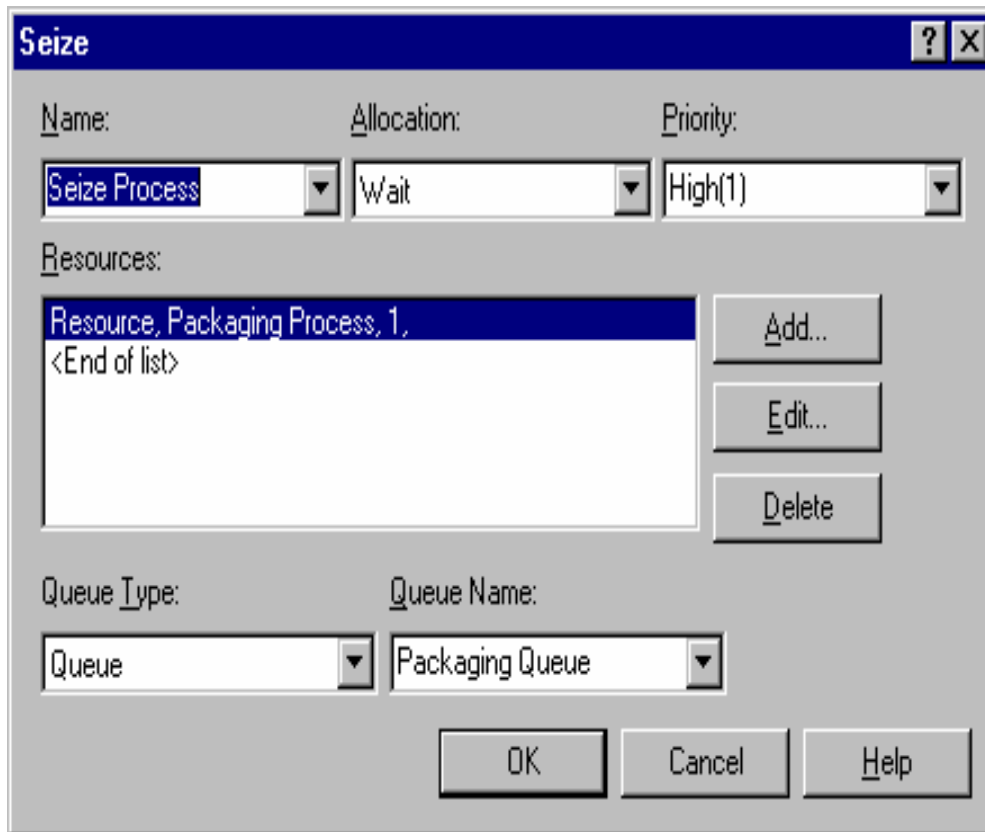 Seize ? X
Name: Allocation: Priority:
Seize Process Wait High(1)
Resources:
Resource, Packaging Process, 1,
<End of list>
Add...
Edit...
Delete
Queue Type: Queue Name:
Queue Packaging Queue
OK Cancel Help